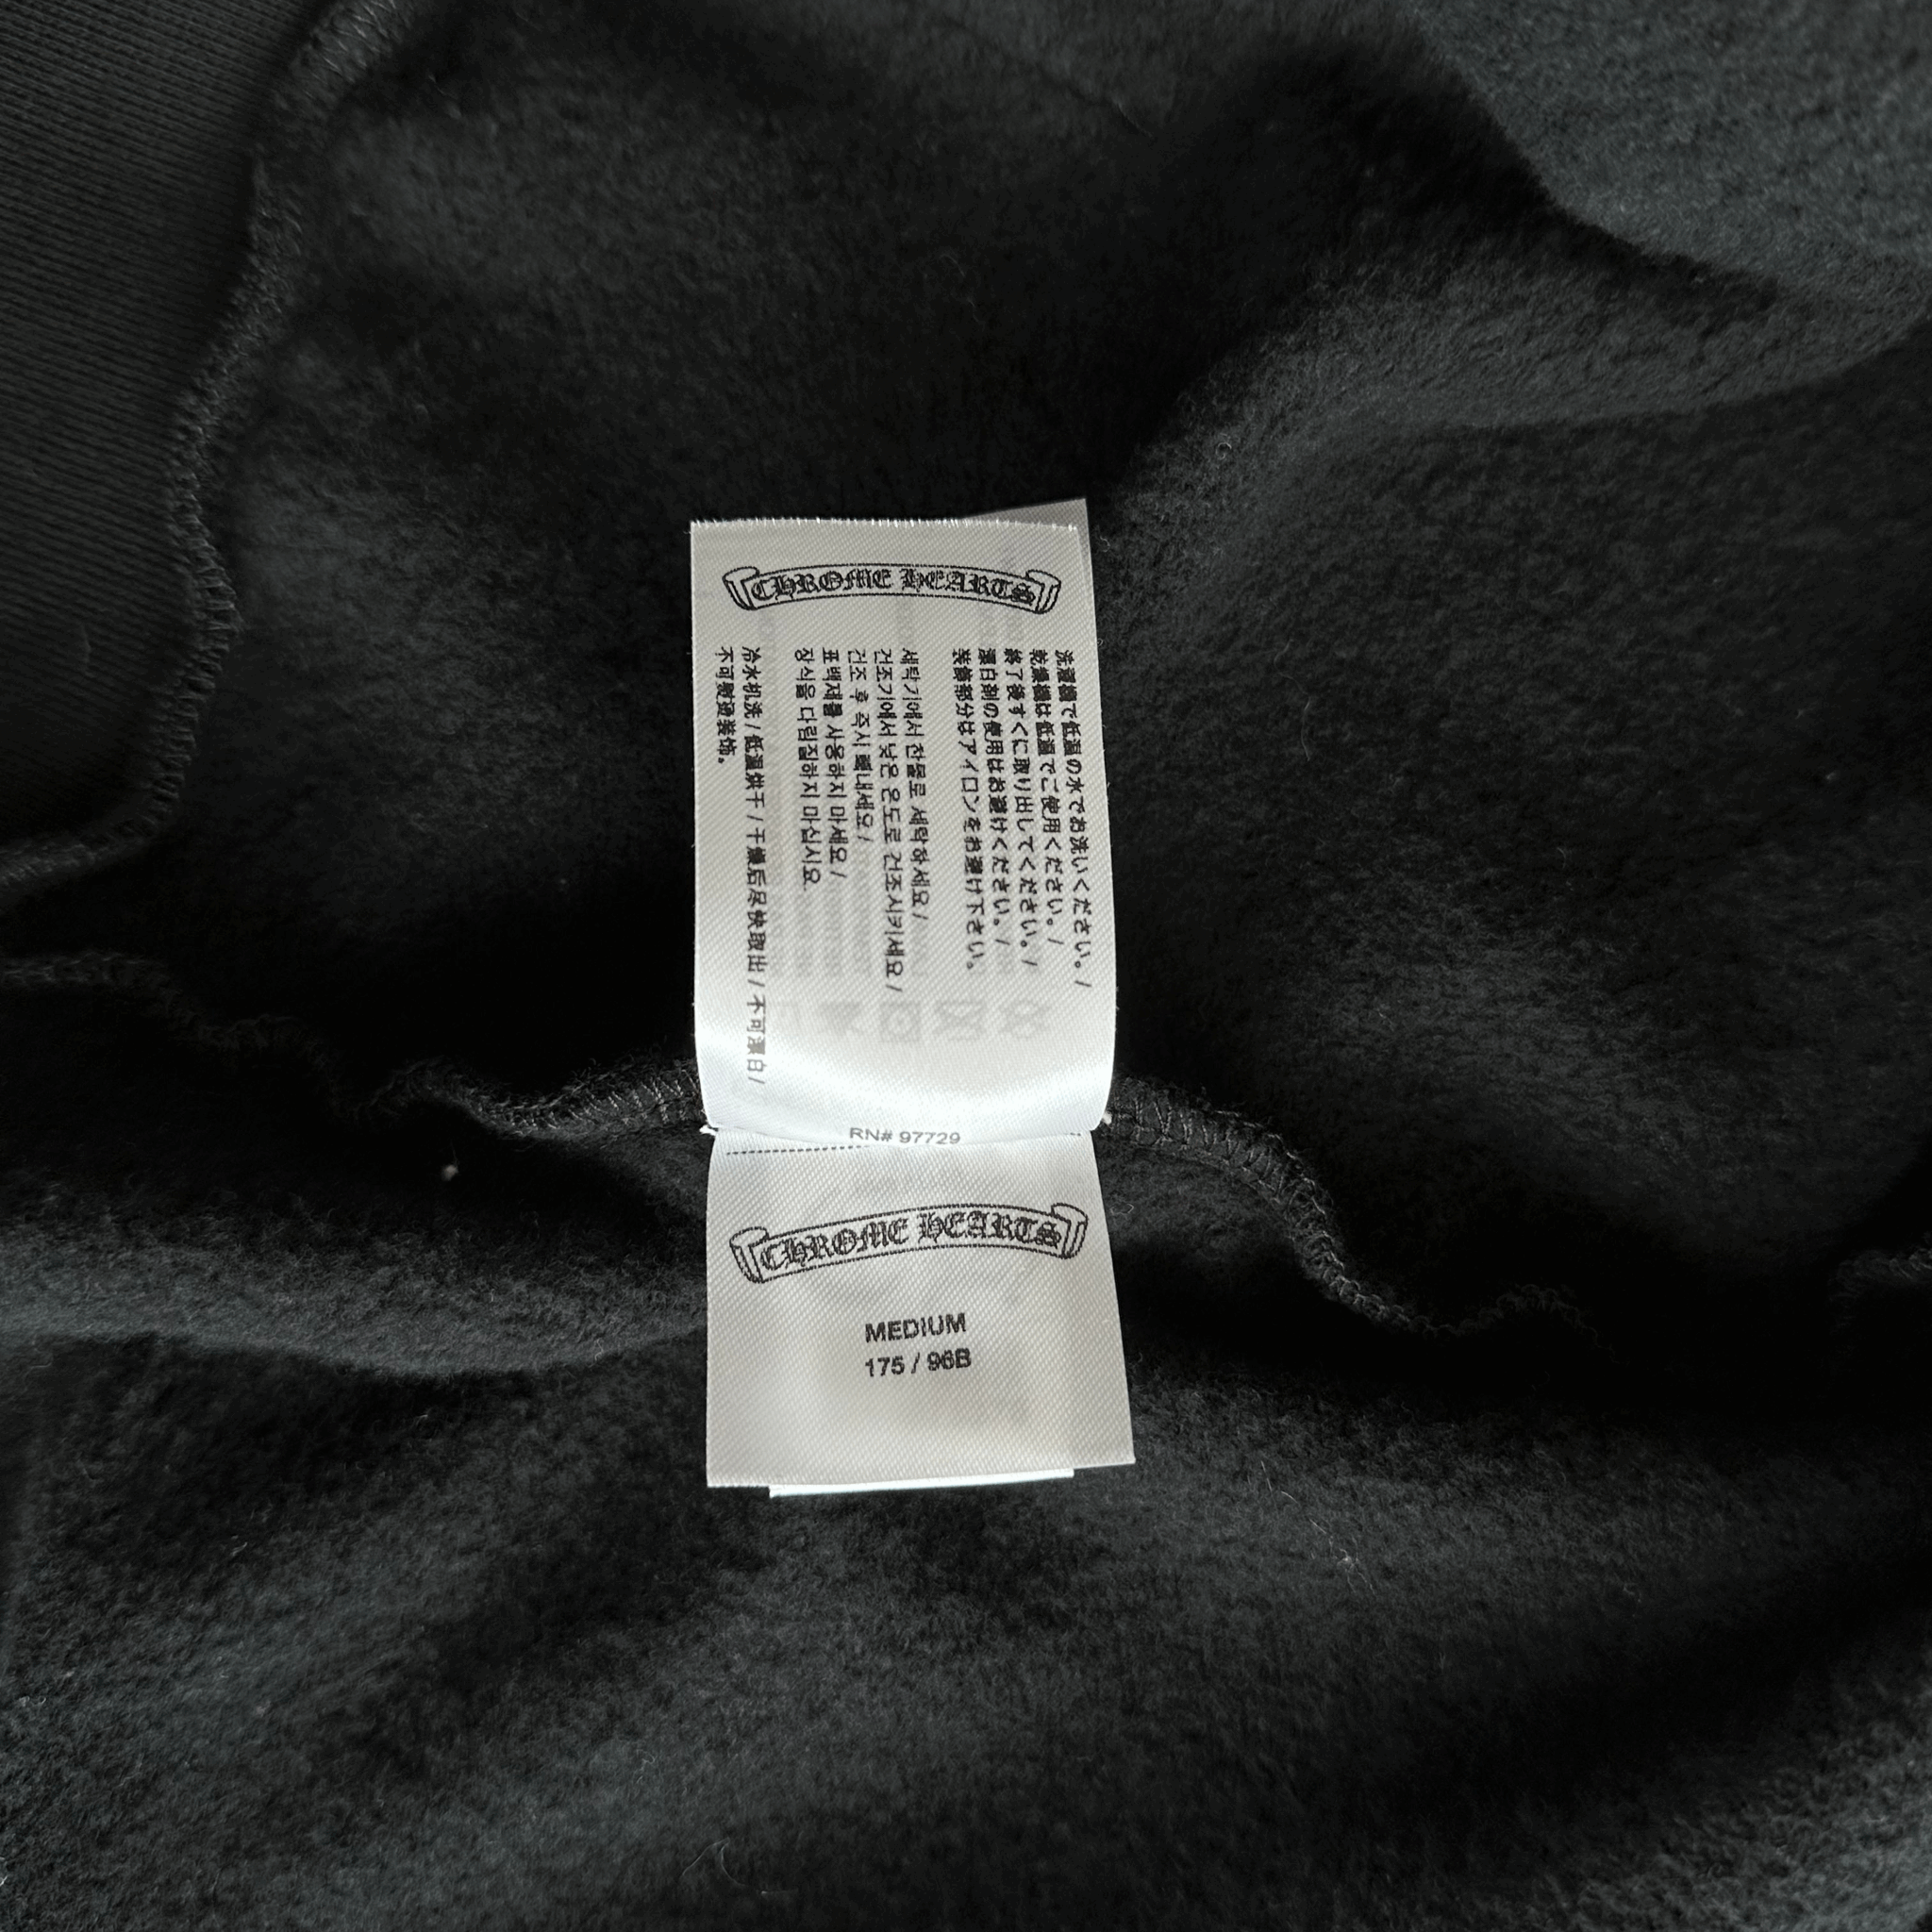 CHROME HEARTS
洗濯機で低温の水でお洗いください。/
乾燥機は低温でご使用ください。/
終了後すぐに取り出してください。/
漂白剤の使用はお避けください。/
装飾部分はアイロンをお避け下さい。
세탁기에서 찬물로 세탁하세요 /
건조기에서 낮은 온도로 건조시키세요 /
건조 후 즉시 빼내세요 /
표백제를 사용하지 마세요 /
장식을 다림질하지 마십시요.
冷水机洗 / 低温烘干 / 干燥后尽快取出 / 不可漂白 /
不可熨烫装饰。
RN# 97729
CHROME HEARTS
MEDIUM
175 / 96B